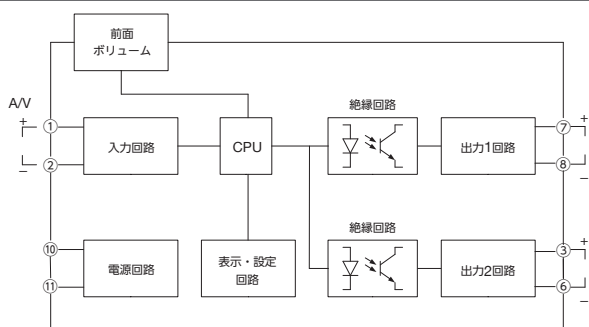 前面
ボリューム
A/V
+
①
−
②
入力回路
CPU
絶縁回路
出力1回路
⑦
+
⑧
−
⑩
⑪
電源回路
表示・設定
回路
絶縁回路
出力2回路
③
+
⑥
−